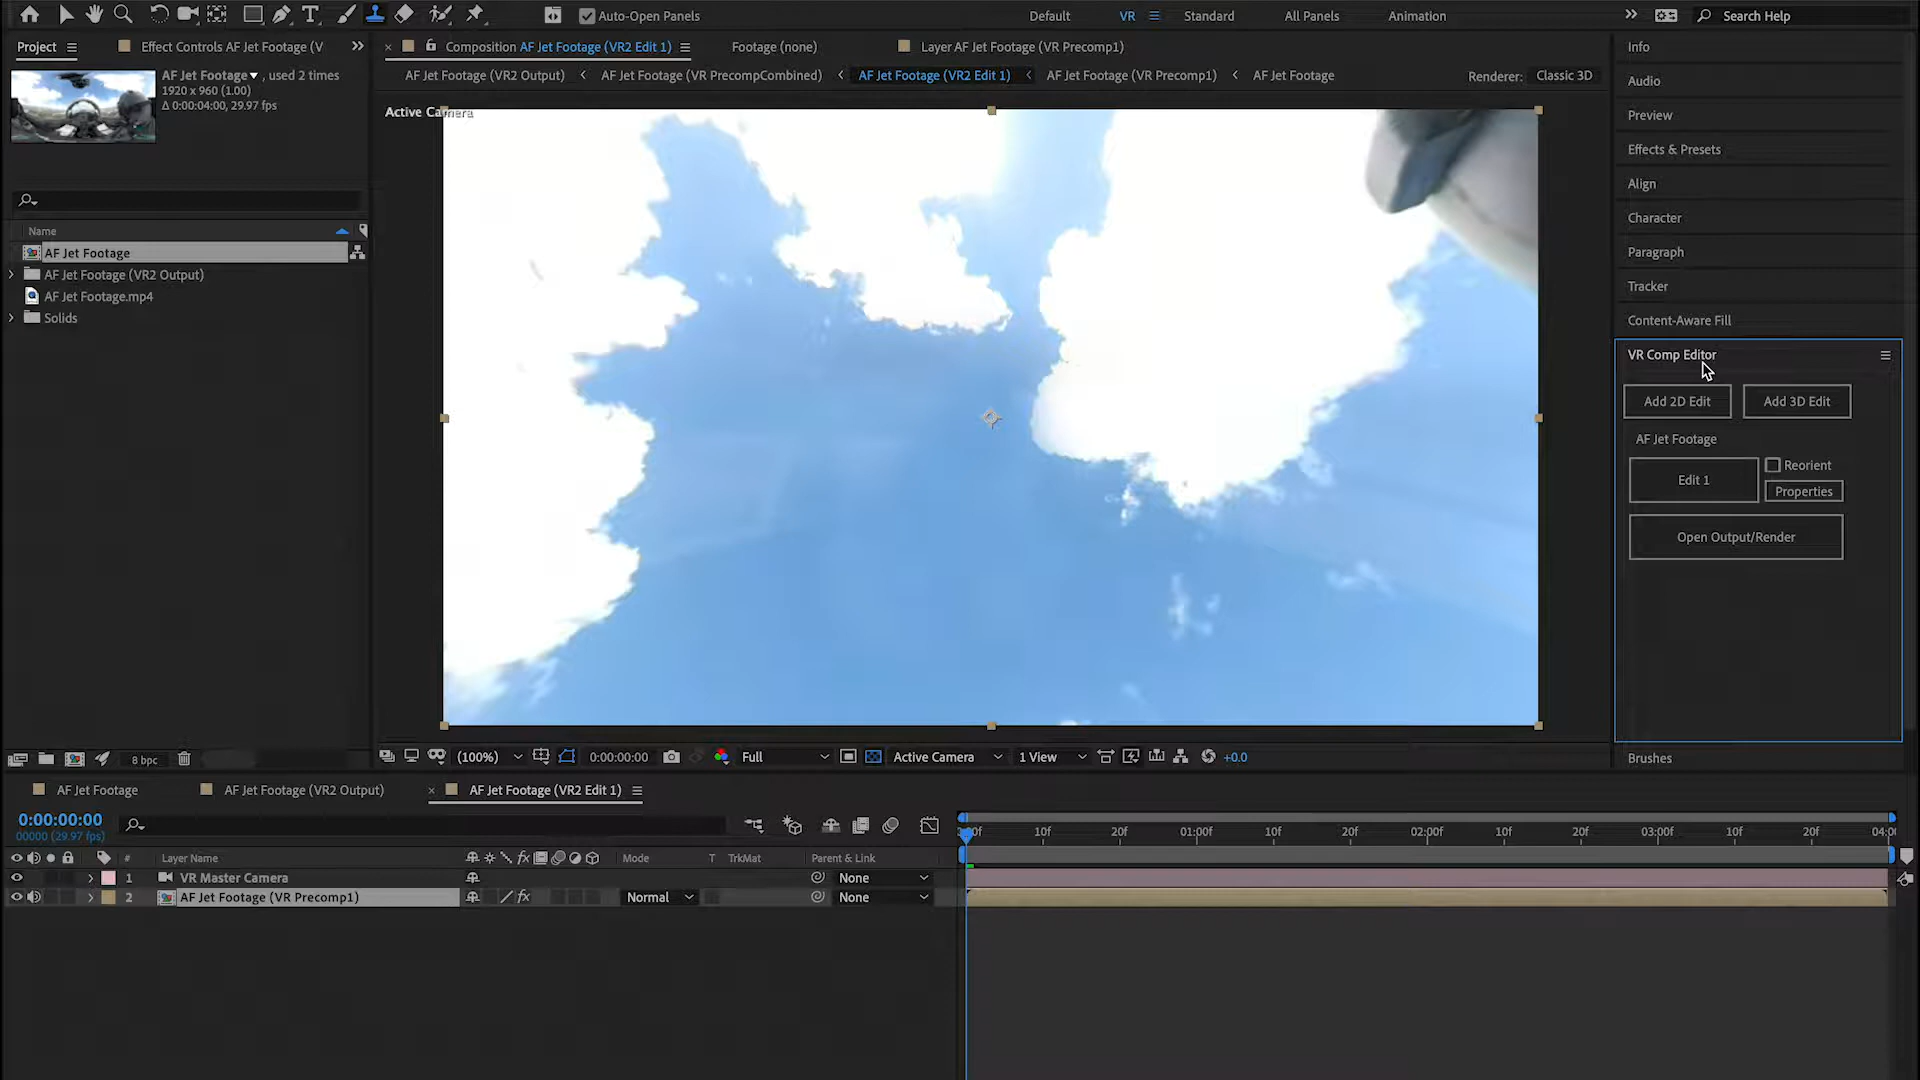 Auto-Open Panels
Default
VR
Standard
All Panels
Animation
Search Help
Project
Effect Controls AF Jet Footage (V
Composition AF Jet Footage (VR2 Edit 1)
Footage (none)
Layer AF Jet Footage (VR Precomp1)
AF Jet Footage , used 2 times
1920 x 960 (1.00)
Δ 0:00:04:00, 29.97 fps
AF Jet Footage (VR2 Output)
AF Jet Footage (VR PrecompCombined)
AF Jet Footage (VR2 Edit 1)
AF Jet Footage (VR Precomp1)
AF Jet Footage
Renderer: Classic 3D
Active Camera
Name
AF Jet Footage
AF Jet Footage (VR2 Output)
AF Jet Footage.mp4
Solids
Info
Audio
Preview
Effects & Presets
Align
Character
Paragraph
Tracker
Content-Aware Fill
VR Comp Editor
Add 2D Edit
Add 3D Edit
AF Jet Footage
Edit 1
Reorient
Properties
Open Output/Render
Brushes
8 bpc
(100%)
0:00:00:00
Full
Active Camera
1 View
+0.0
AF Jet Footage
AF Jet Footage (VR2 Output)
AF Jet Footage (VR2 Edit 1)
0:00:00:00
00000 (29.97 fps)
# Layer Name
Mode
T TrkMat
Parent & Link
10f 20f 01:00f 10f 20f 02:00f 10f 20f 03:00f 10f 20f
1 VR Master Camera
None
2 AF Jet Footage (VR Precomp1)
Normal
None